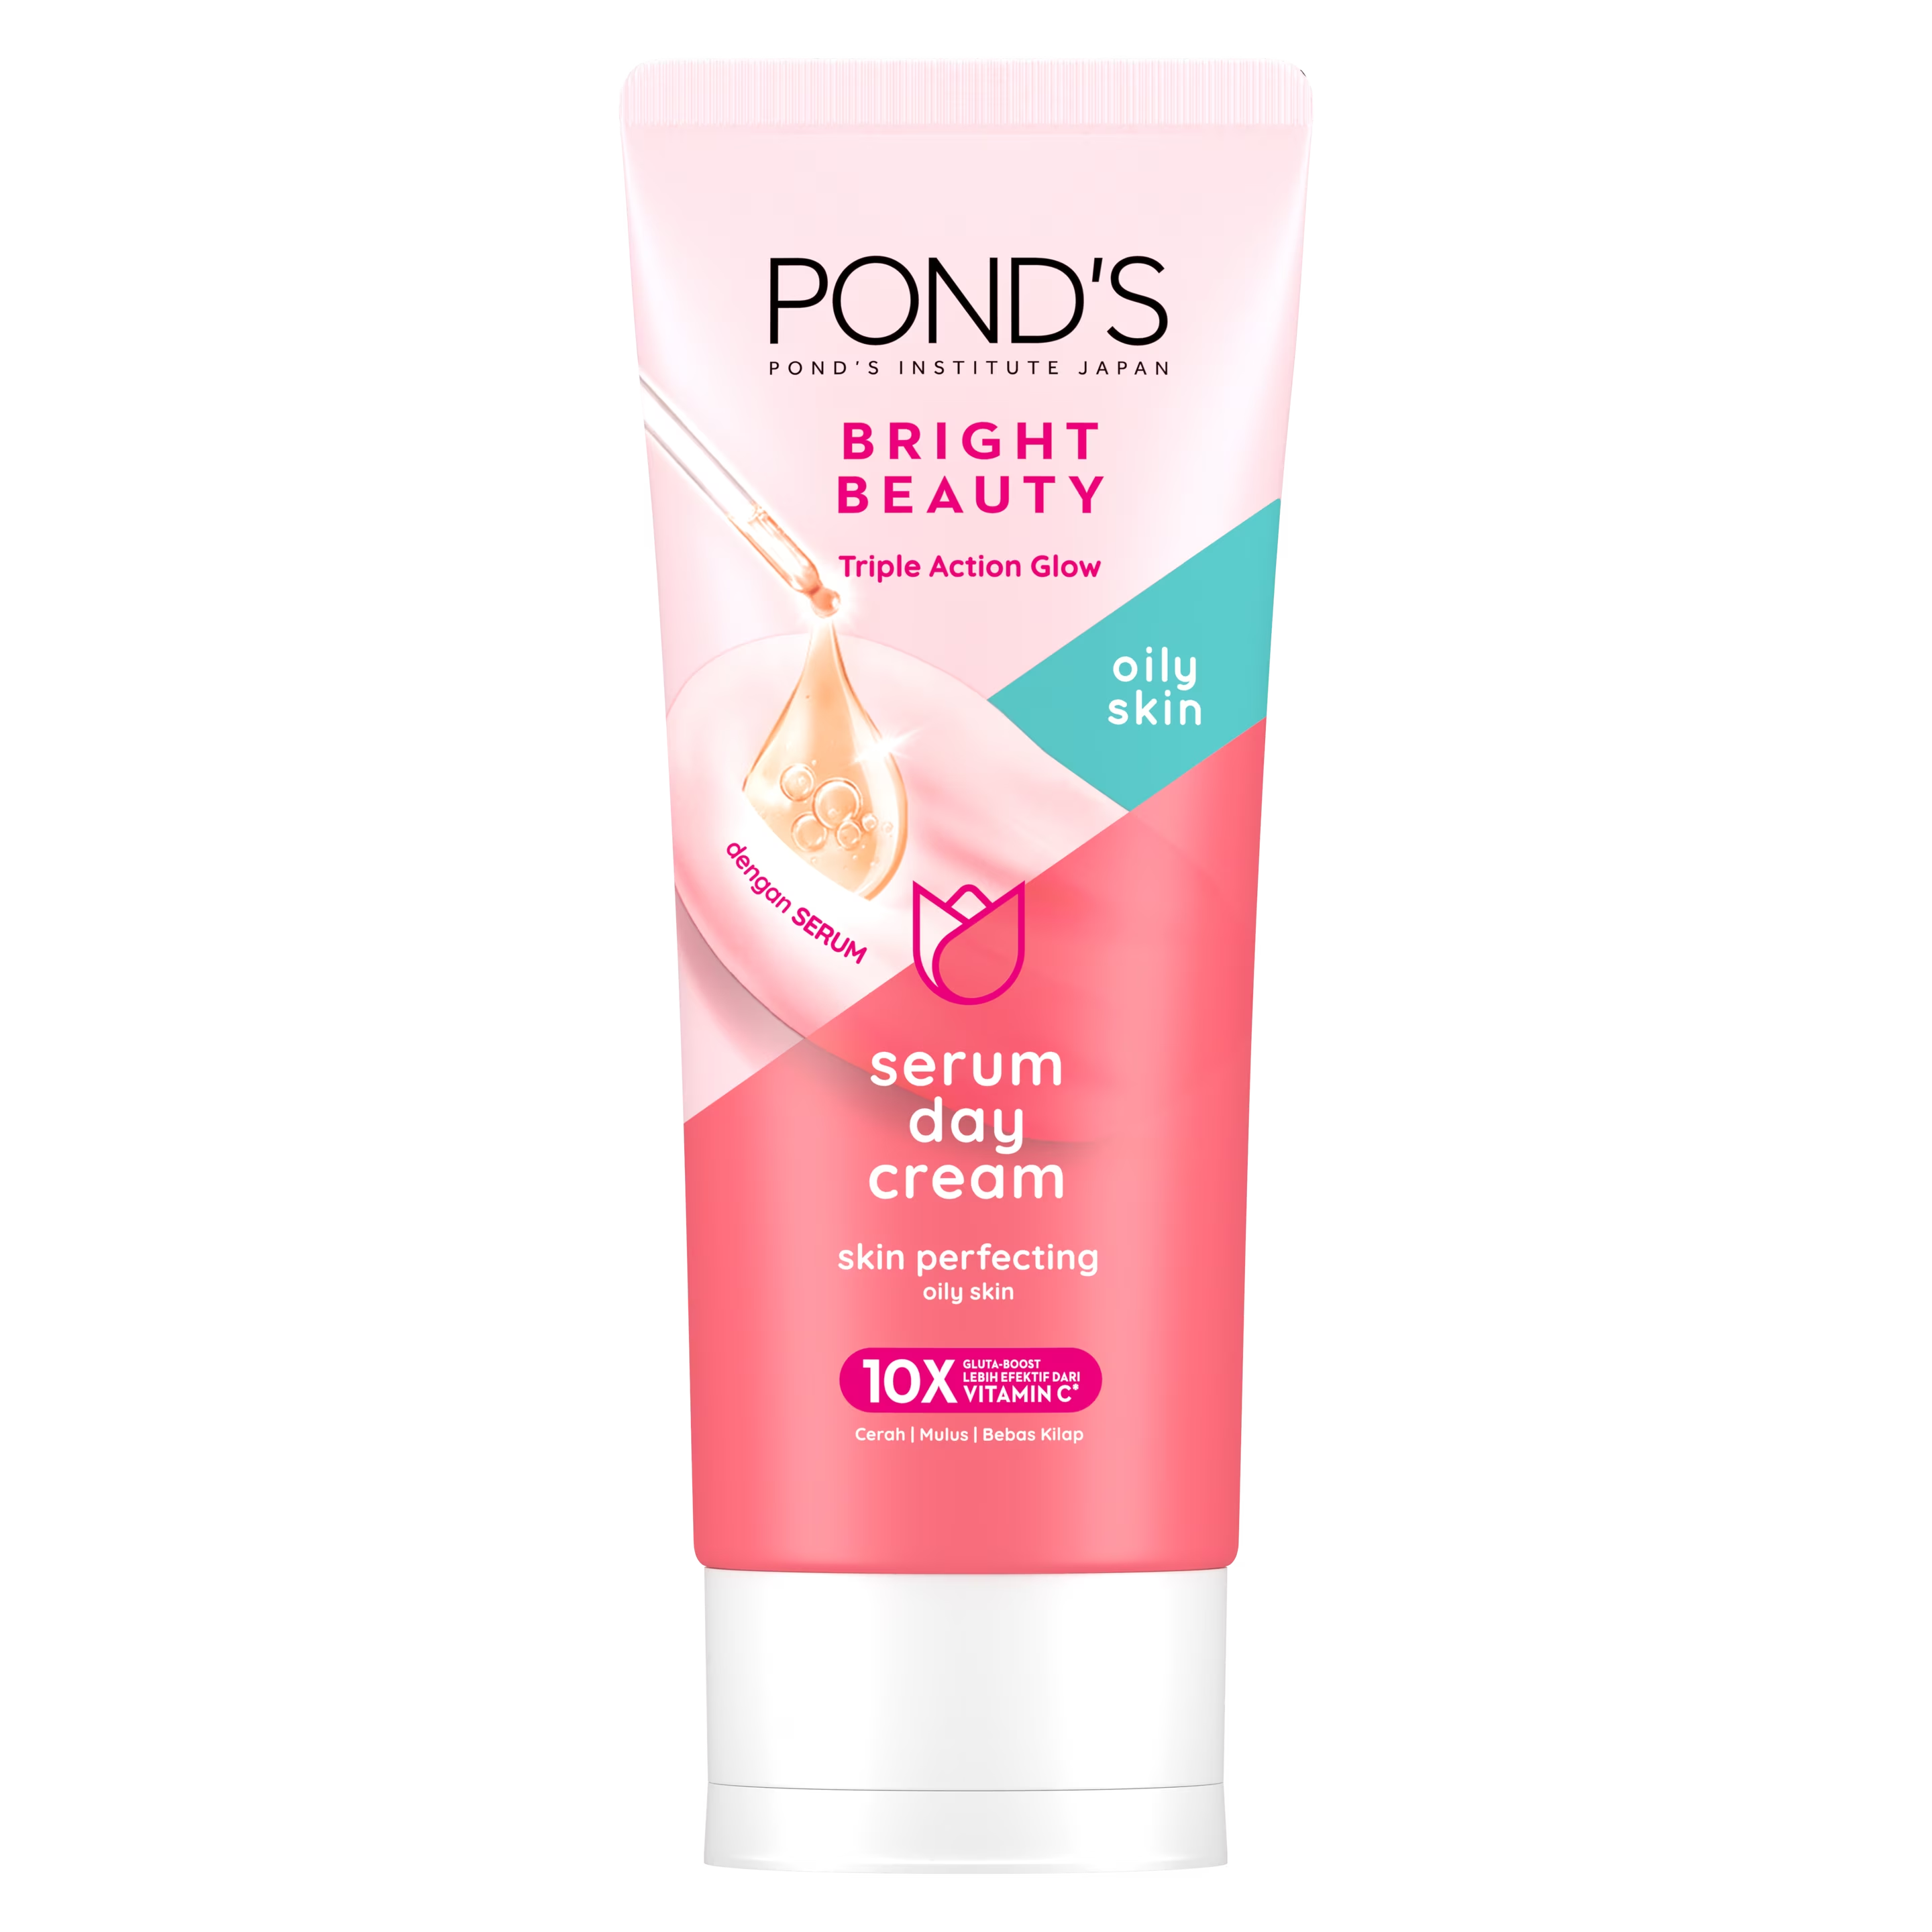 POND'S
POND'S INSTITUTE JAPAN
BRIGHT
BEAUTY
Triple Action Glow
oily
skin
dengan SERUM
serum
day
cream
skin perfecting
oily skin
10X GLUTA-BOOST
LEBIH EFEKTIF DARI
VITAMIN C*
Cerah | Mulus | Bebas Kilap